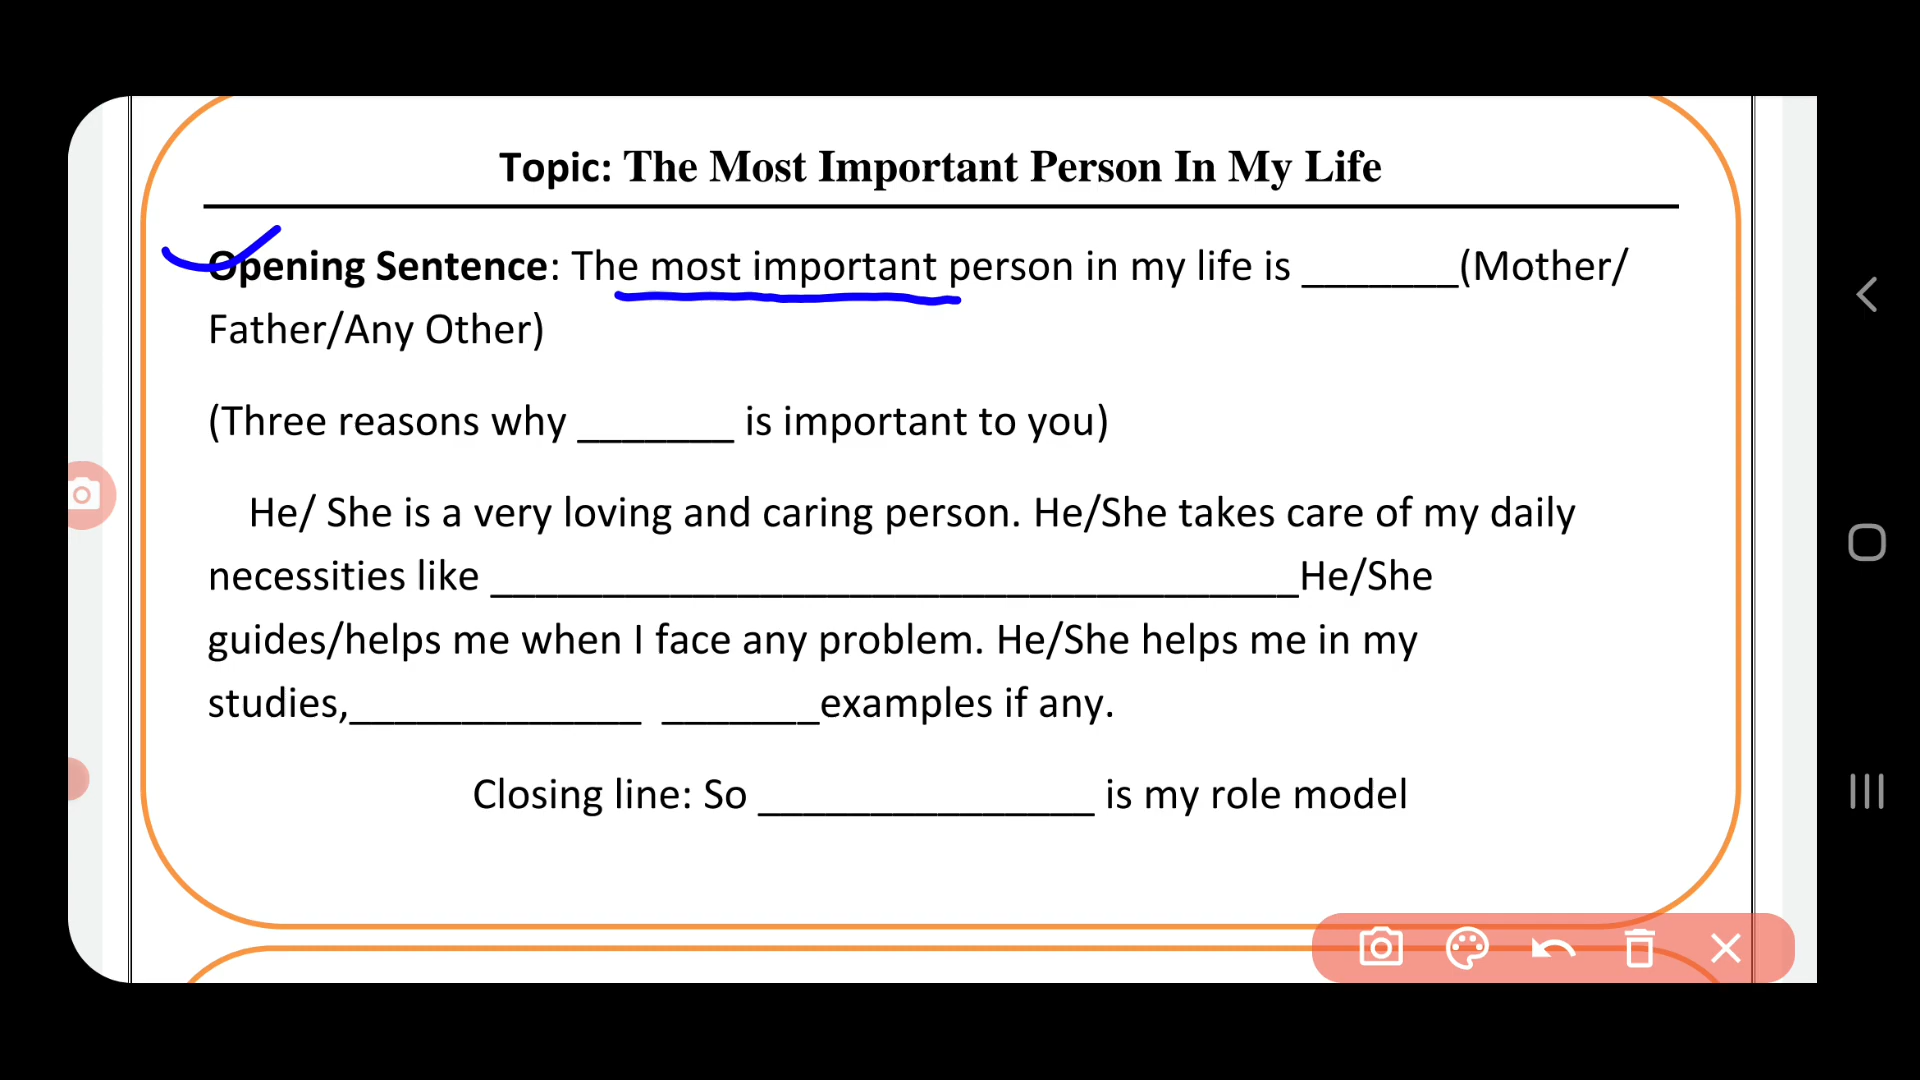 Topic: The Most Important Person In My Life
Opening Sentence: The most important person in my life is _______(Mother/
Father/Any Other)
(Three reasons why _______ is important to you)
He/ She is a very loving and caring person. He/She takes care of my daily
necessities like ____________________________________He/She
guides/helps me when I face any problem. He/She helps me in my
studies,_____________ _______examples if any.
Closing line: So _______________ is my role model